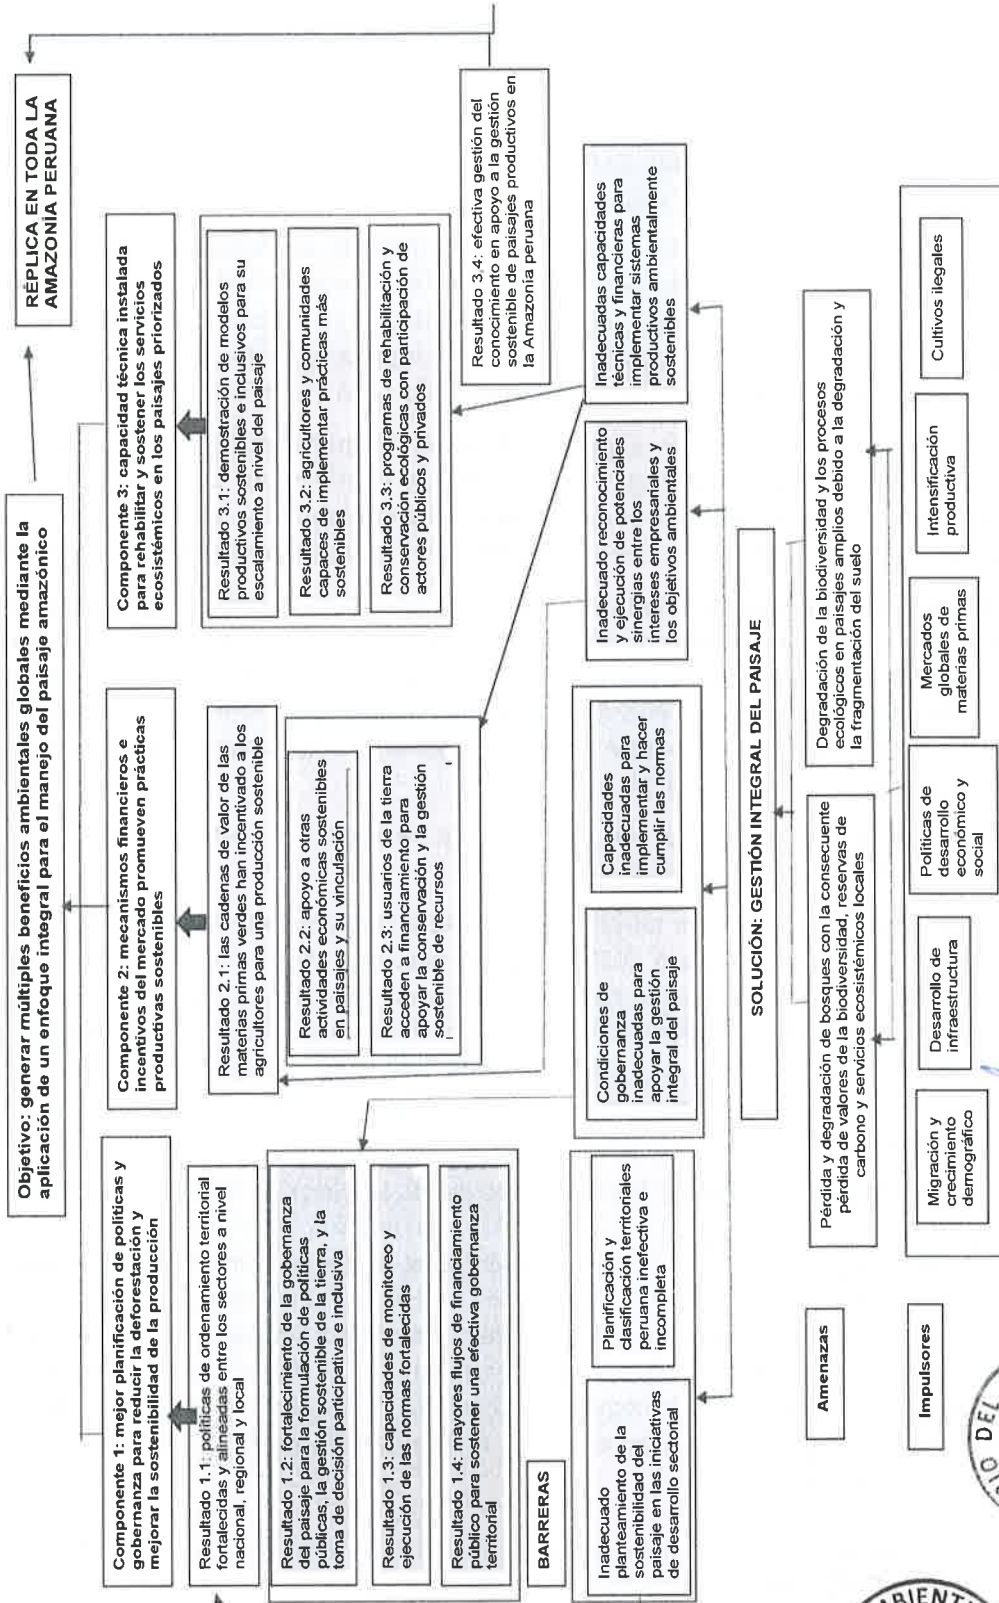 Objetivo: generar múltiples beneficios ambientales globales mediante la
aplicación de un enfoque integral para el manejo del paisaje amazónico
RÉPLICA EN TODA LA
AMAZONÍA PERUANA
Componente 1: mejor planificación de políticas y
gobernanza para reducir la deforestación y
mejorar la sostenibilidad de la producción
Componente 2: mecanismos financieros e
incentivos del mercado promueven prácticas
productivas sostenibles
Componente 3: capacidad técnica instalada
para rehabilitar y sostener los servicios
ecosistémicos en los paisajes priorizados
Resultado 1.1: políticas de ordenamiento territorial
fortalecidas y alineadas entre los sectores a nivel
nacional, regional y local
Resultado 1.2: fortalecimiento de la gobernanza
del paisaje para la formulación de políticas
públicas, la gestión sostenible de la tierra, y la
toma de decisión participativa e inclusiva
Resultado 1.3: capacidades de monitoreo y
ejecución de las normas fortalecidas
Resultado 1.4: mayores flujos de financiamiento
público para sostener una efectiva gobernanza
territorial
Resultado 2.1: las cadenas de valor de las
materias primas verdes han incentivado a los
agricultores para una producción sostenible
Resultado 2.2: apoyo a otras
actividades económicas sostenibles
en paisajes y su vinculación
Resultado 2.3: usuarios de la tierra
acceden a financiamiento para
apoyar la conservación y la gestión
sostenible de recursos
Resultado 3.1: demostración de modelos
productivos sostenibles e inclusivos para su
escalamiento a nivel del paisaje
Resultado 3.2: agricultores y comunidades
capaces de implementar prácticas más
sostenibles
Resultado 3.3: programas de rehabilitación y
conservación ecológicas con participación de
actores públicos y privados
Resultado 3.4: efectiva gestión del
conocimiento en apoyo a la gestión
sostenible de paisajes productivos en
la Amazonía peruana
BARRERAS
Inadecuado
planteamiento de la
sostenibilidad del
paisaje en las iniciativas
de desarrollo sectorial
Planificación y
clasificación territoriales
peruana inefectiva e
incompleta
Condiciones de
gobernanza
inadecuadas para
apoyar la gestión
integral del paisaje
Capacidades
inadecuadas para
implementar y hacer
cumplir las normas
Inadecuado reconocimiento
y ejecución de potenciales
sinergias entre los
intereses empresariales y
los objetivos ambientales
Inadecuadas capacidades
técnicas y financieras para
implementar sistemas
productivos ambientalmente
sostenibles
SOLUCIÓN: GESTIÓN INTEGRAL DEL PAISAJE
Amenazas
Pérdida y degradación de bosques con la consecuente
pérdida de valores de la biodiversidad, reservas de
carbono y servicios ecosistémicos locales
Degradación de la biodiversidad y los procesos
ecológicos en paisajes amplios debido a la degradación y
la fragmentación del suelo
Impulsores
Migración y
crecimiento
demográfico
Desarrollo de
infraestructura
Políticas de
desarrollo
económico y
social
Mercados
globales de
materias primas
Intensificación
productiva
Cultivos ilegales
DEL